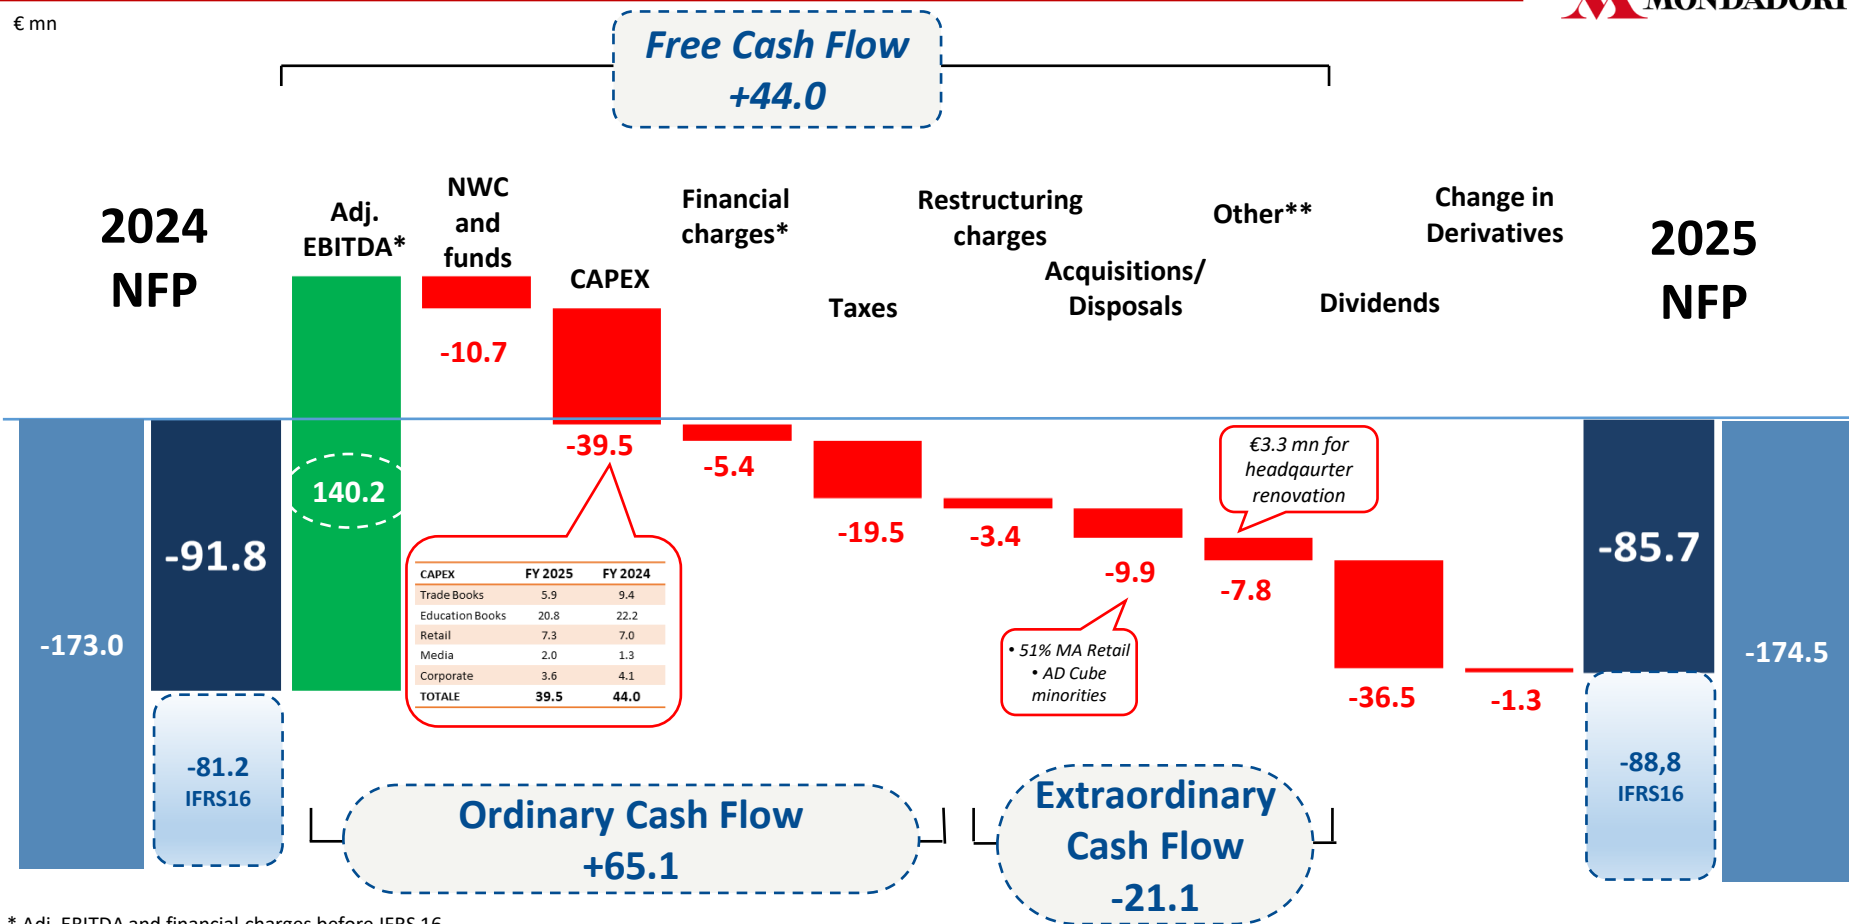 MONDADORI
€ mn
Free Cash Flow
+44.0
2024
NFP
Adj.
EBITDA*
NWC
and
funds
CAPEX
Financial
charges*
Taxes
Restructuring
charges
Acquisitions/
Disposals
Other**
Dividends
Change in
Derivatives
2025
NFP
-173.0
-91.8
-81.2
IFRS16
140.2
-10.7
-39.5
-5.4
-19.5
-3.4
-9.9
-7.8
-36.5
-1.3
-85.7
-88,8
IFRS16
-174.5
€3.3 mn for
headqaurter
renovation
• 51% MA Retail
• AD Cube
minorities
CAPEX FY 2025 FY 2024
Trade Books 5.9 9.4
Education Books 20.8 22.2
Retail 7.3 7.0
Media 2.0 1.3
Corporate 3.6 4.1
TOTALE 39.5 44.0
Ordinary Cash Flow
+65.1
Extraordinary
Cash Flow
-21.1
* Adj. EBITDA and financial charges before IFRS 16